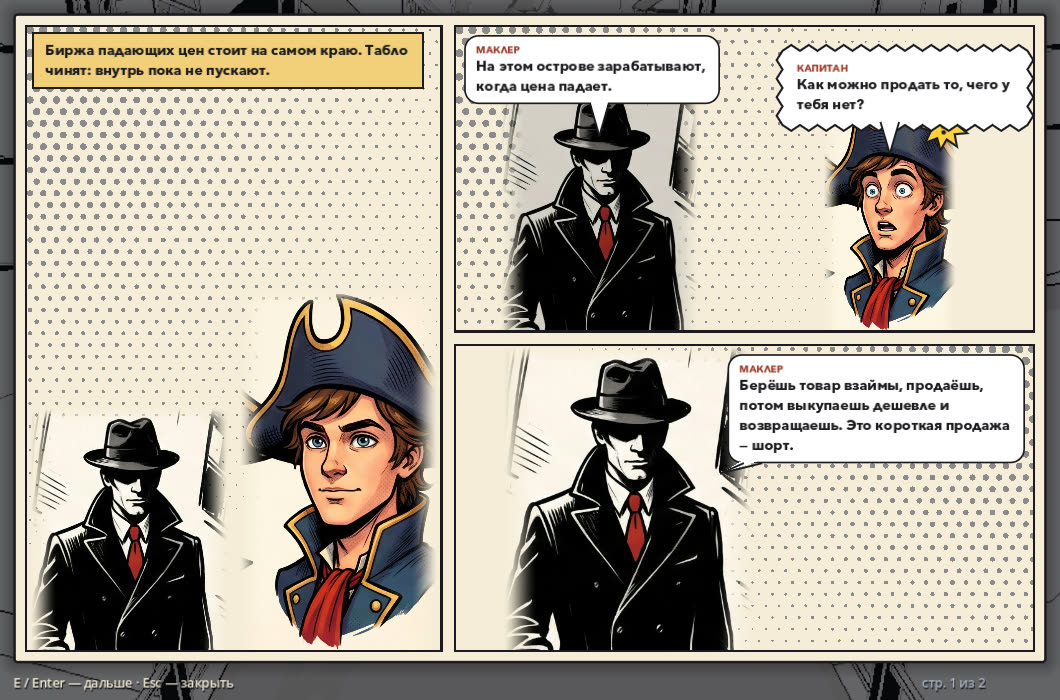 Биржа падающих цен стоит на самом краю. Табло
чинят: внутрь пока не пускают.
МАКЛЕР
На этом острове зарабатывают,
когда цена падает.
КАПИТАН
Как можно продать то, чего у
тебя нет?
МАКЛЕР
Берёшь товар взаймы, продаёшь,
потом выкупаешь дешевле и
возвращаешь. Это короткая продажа
– шорт.
E / Enter — дальше · Esc — закрыть
стр. 1 из 2